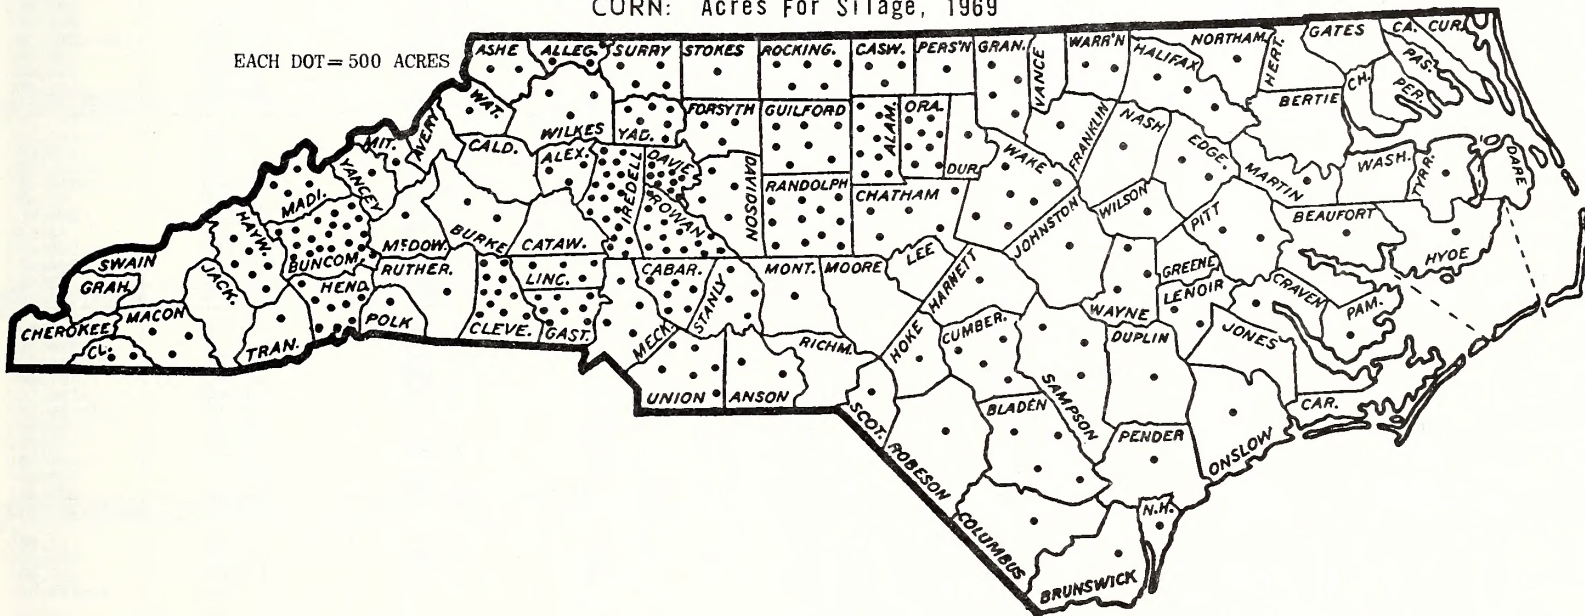 CORN: Acres For Silage, 1969
EACH DOT=500 ACRES
ASHE
ALLEG.
SURRY
STOKES
ROCKING.
CASW.
PERS'N
GRAN.
VANCE
WARR'N
HALIFAX
NORTHAM.
HERT.
GATES
CA.
CUR.
PAS.
PER.
CH.
BERTIE
WAT.
WILKES
YAD.
FORSYTH
GUILFORD
ALAM.
ORA.
DUR.
FRANKLIN
NASH
EDGE.
MARTIN
WASH.
TYRR.
DARE
MIT.
AVERY
CALD.
ALEX.
IREDELL
DAVIE
DAVIDSON
RANDOLPH
CHATHAM
WAKE
WILSON
PITT
BEAUFORT
HYOE
MADI.
YANCEY
HAYW.
BUNCOM.
McDOW.
BURKE
CATAW.
ROWAN
LEE
JOHNSTON
GREENE
SWAIN
GRAH.
JACK.
HEND.
RUTHER.
LINC.
CABAR.
STANLY
MONT.
MOORE
HARNETT
WAYNE
LENOIR
CRAVEN
PAM.
CHEROKEE
MACON
CL.
TRAN.
POLK
CLEVE.
GAST.
MECK.
UNION
ANSON
RICHM.
HOKE
CUMBER.
SAMPSON
DUPLIN
JONES
CAR.
SCOT.
ROBESON
BLADEN
PENDER
ONSLOW
COLUMBUS
BRUNSWICK
N.H.